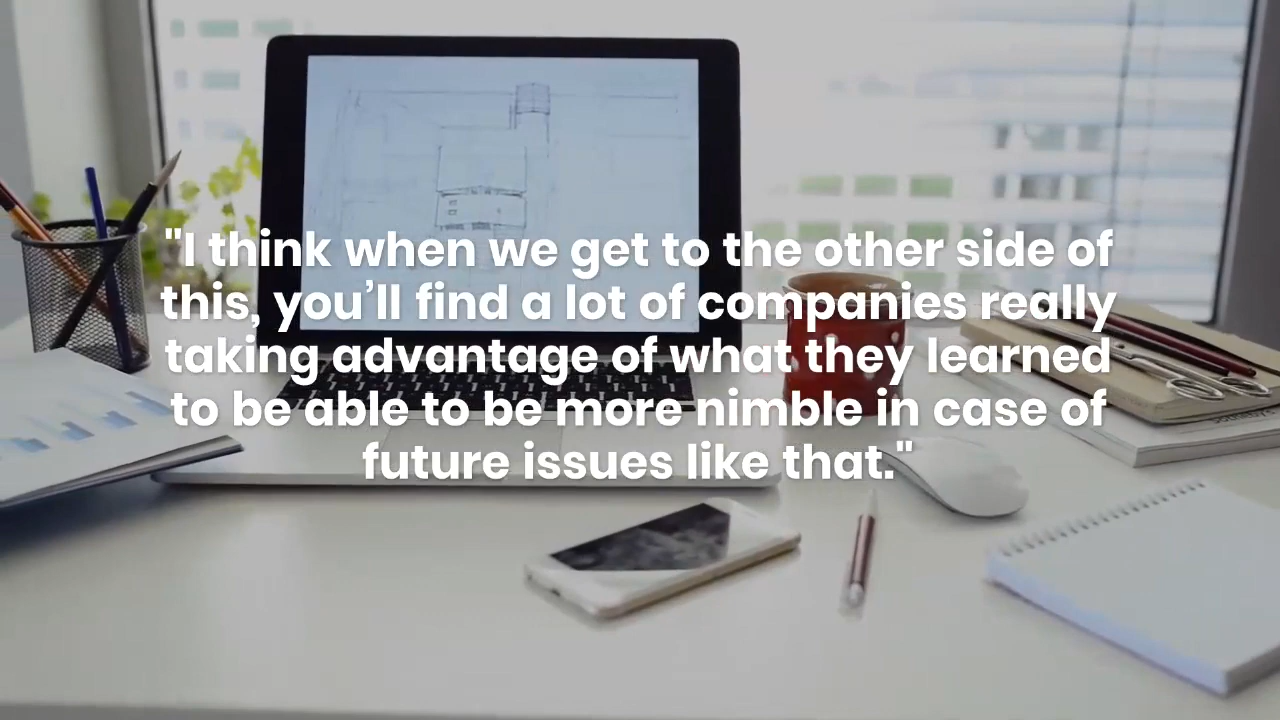 "I think when we get to the other side of
this, you’ll find a lot of companies really
taking advantage of what they learned
to be able to be more nimble in case of
future issues like that."